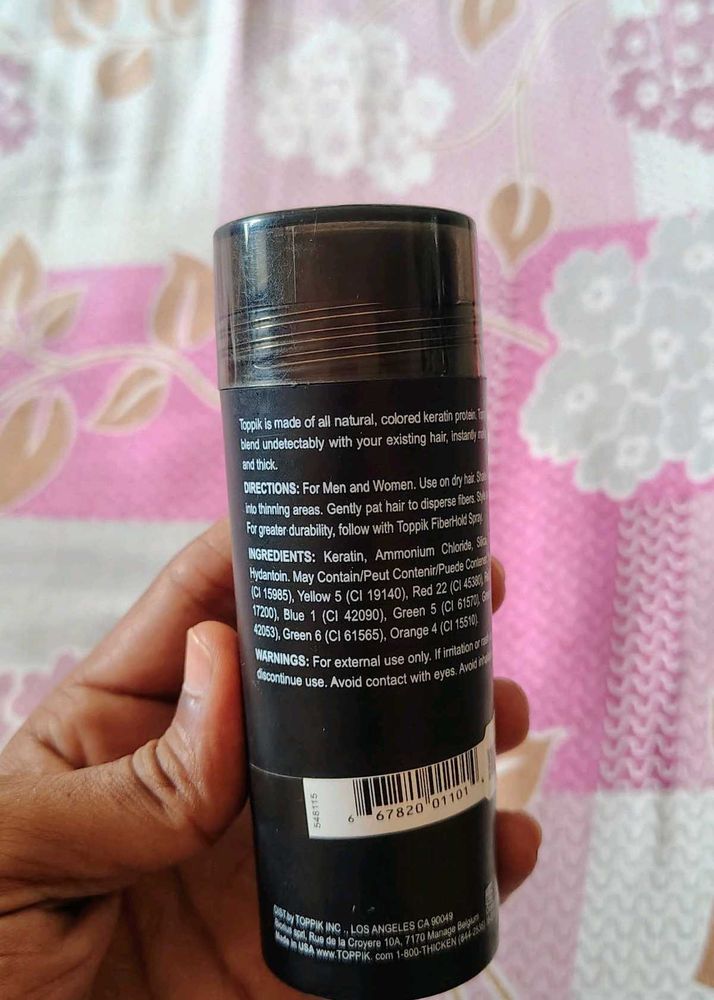 Toppik is made of all natural, colored keratin protein.
blend undetectably with your existing hair, instantly
and thick.
DIRECTIONS: For Men and Women. Use on dry hair.
into thinning areas. Gently pat hair to disperse fibers.
For greater durability, follow with Toppik FiberHold Spray.
INGREDIENTS: Keratin, Ammonium Chloride,
Hydantoin. May Contain/Peut Contenir/Puede
(CI 15985), Yellow 5 (CI 19140), Red 22 (CI 45380),
17200), Blue 1 (CI 42090), Green 5 (CI 61570),
42053), Green 6 (CI 61565), Orange 4 (CI 15510).
WARNINGS: For external use only. If irritation or
discontinue use. Avoid contact with eyes. Avoid
548115
6 67820 01101
DIST.by TOPPIK INC ., LOS ANGELES CA 90049
sprl, Rue de la Croyere 10A, 7170 Manage Belgium
Made in USA www.TOPPIK. com 1-800-THICKEN